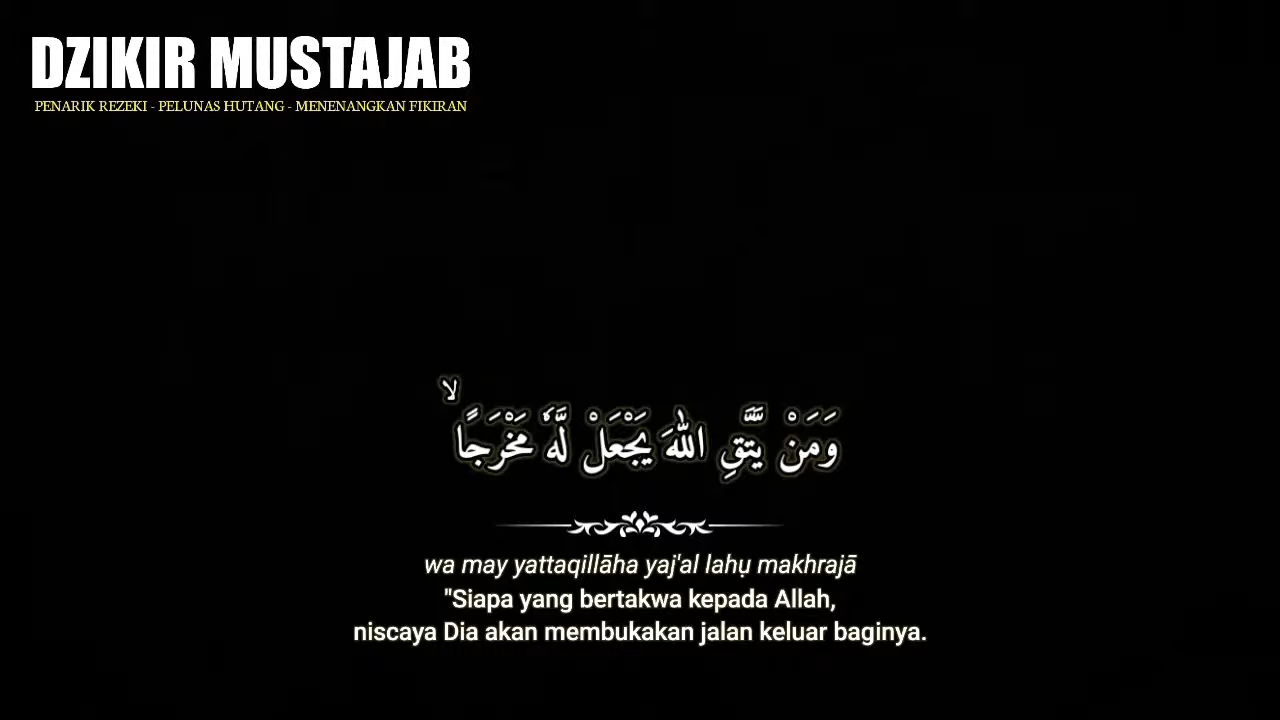 DZIKIR MUSTAJAB
PENARIK REZEKI - PELUNAS HUTANG - MENENANGKAN FIKIRAN
وَمَنْ يَّتَّقِ اللّٰهَ يَجْعَلْ لَّهٗ مَخْرَجًاۙ
wa may yattaqillāha yaj'al lahụ makhrajā
"Siapa yang bertakwa kepada Allah,
niscaya Dia akan membukakan jalan keluar baginya.